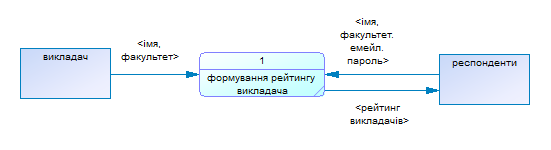 викладач
<імя,
факультет>
1
формування рейтингу
викладача
<імя,
факультет.
емейл.
пароль>
респонденти
<рейтинг
викладачів>